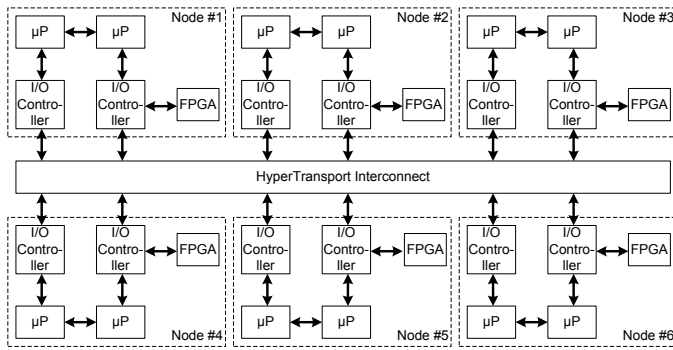 Node #1
µP
µP
I/O
Controller
Contro-
ller
I/O
Contro-
ller
FPGA
Node #2
µP
µP
I/O
Contro-
ller
I/O
Contro-
ller
FPGA
Node #3
µP
µP
I/O
Contro-
ller
I/O
Contro-
ller
FPGA
HyperTransport Interconnect
I/O
Contro-
ller
I/O
Contro-
ller
FPGA
µP
µP
Node #4
I/O
Contro-
ller
I/O
Contro-
ller
FPGA
µP
µP
Node #5
I/O
Contro-
ller
I/O
Contro-
ller
FPGA
µP
µP
Node #6